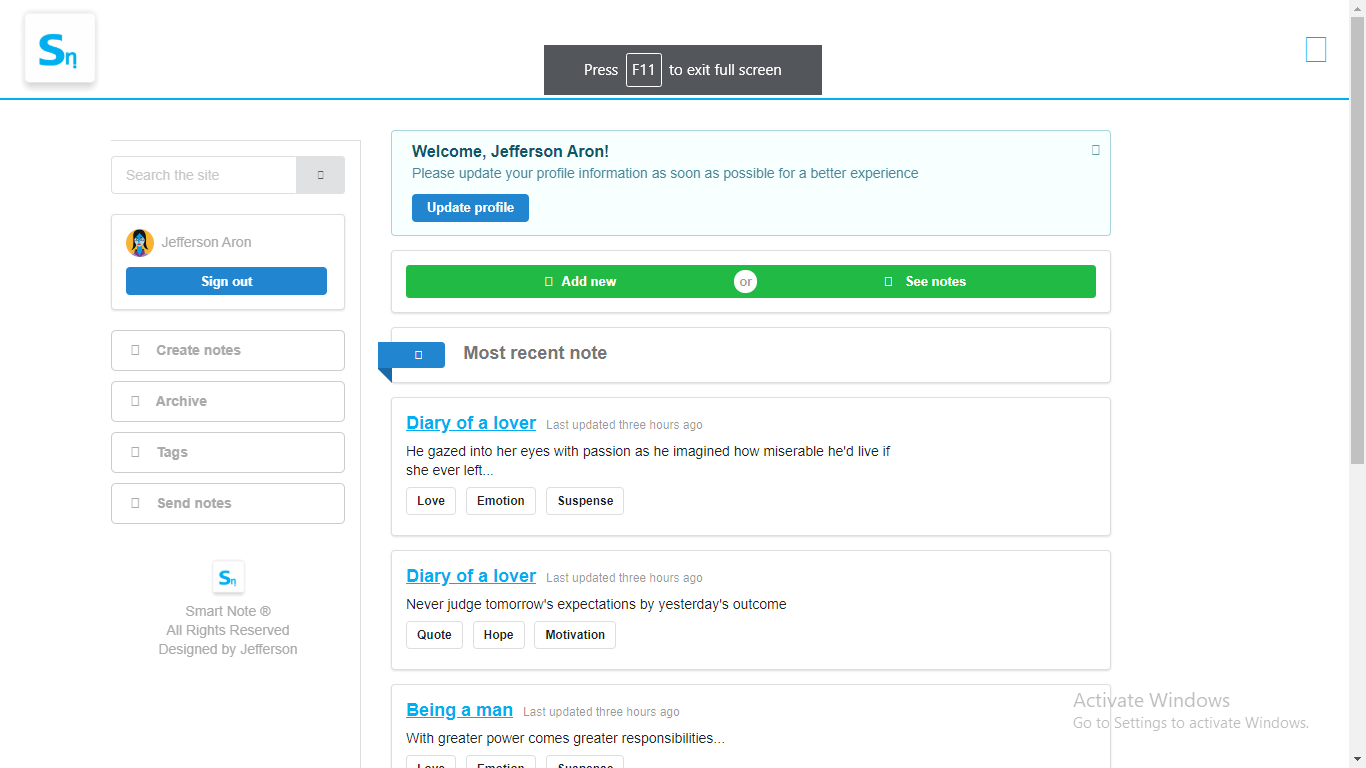 Sη
Press F11 to exit full screen
Search the site
Jefferson Aron
Sign out
Create notes
Archive
Tags
Send notes
Sη
Smart Note ®
All Rights Reserved
Designed by Jefferson
Welcome, Jefferson Aron!
Please update your profile information as soon as possible for a better experience
Update profile
Add new or See notes
Most recent note
Diary of a lover Last updated three hours ago
He gazed into her eyes with passion as he imagined how miserable he'd live if
she ever left...
Love Emotion Suspense
Diary of a lover Last updated three hours ago
Never judge tomorrow's expectations by yesterday's outcome
Quote Hope Motivation
Being a man Last updated three hours ago
With greater power comes greater responsibilities...
Love Emotion Suspense
Activate Windows
Go to Settings to activate Windows.